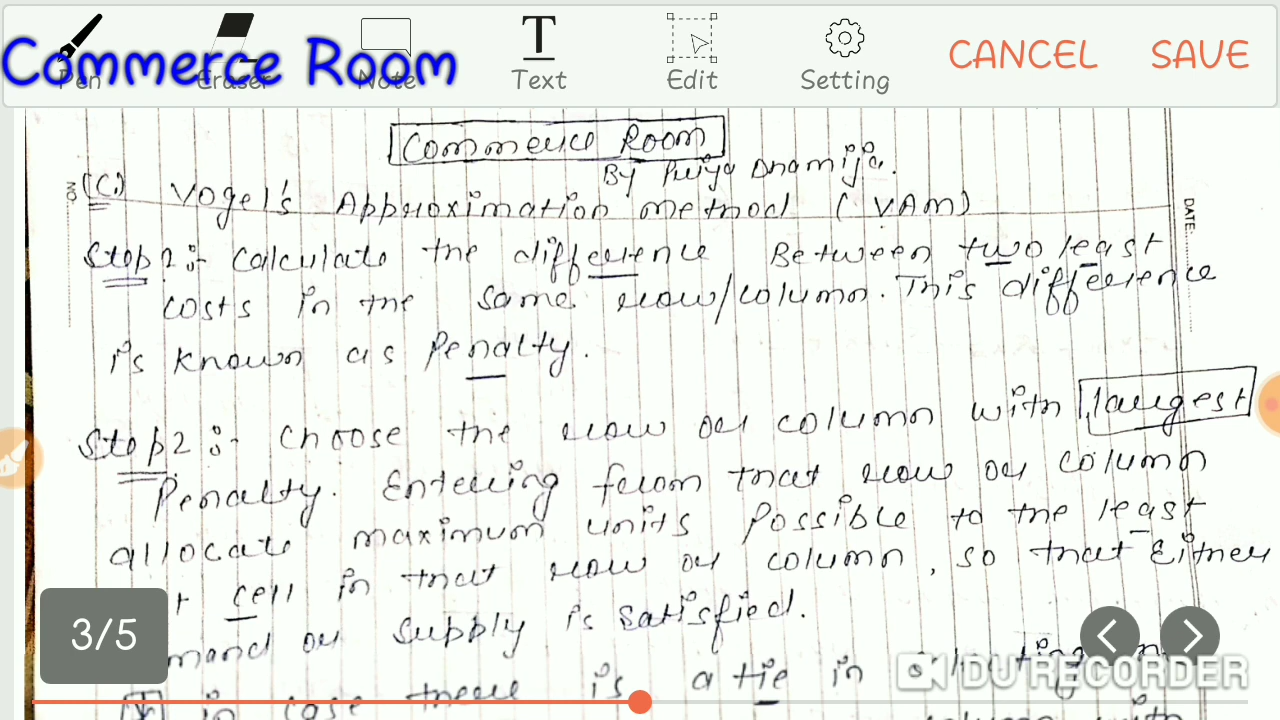 Pen
Eraser
Note
Text
Edit
Setting
CANCEL
SAVE
Commerce Room
Commerce Room
By Priya Dhamija.
NO
DATE:
(C.) Vogel's Approximation method (VAM)
Step ?:- Calculate the difference Between two least
costs in the same row/column. This difference
is known as Penalty.
Step 2:- Choose the row or column with largest
Penalty. Entering from that row or column
allocate maximum units Possible to the least
t cell in that row or column, so that Either
mand or supply is satisfied.
in case there is a tie in
column with
3/5
DU RECORDER